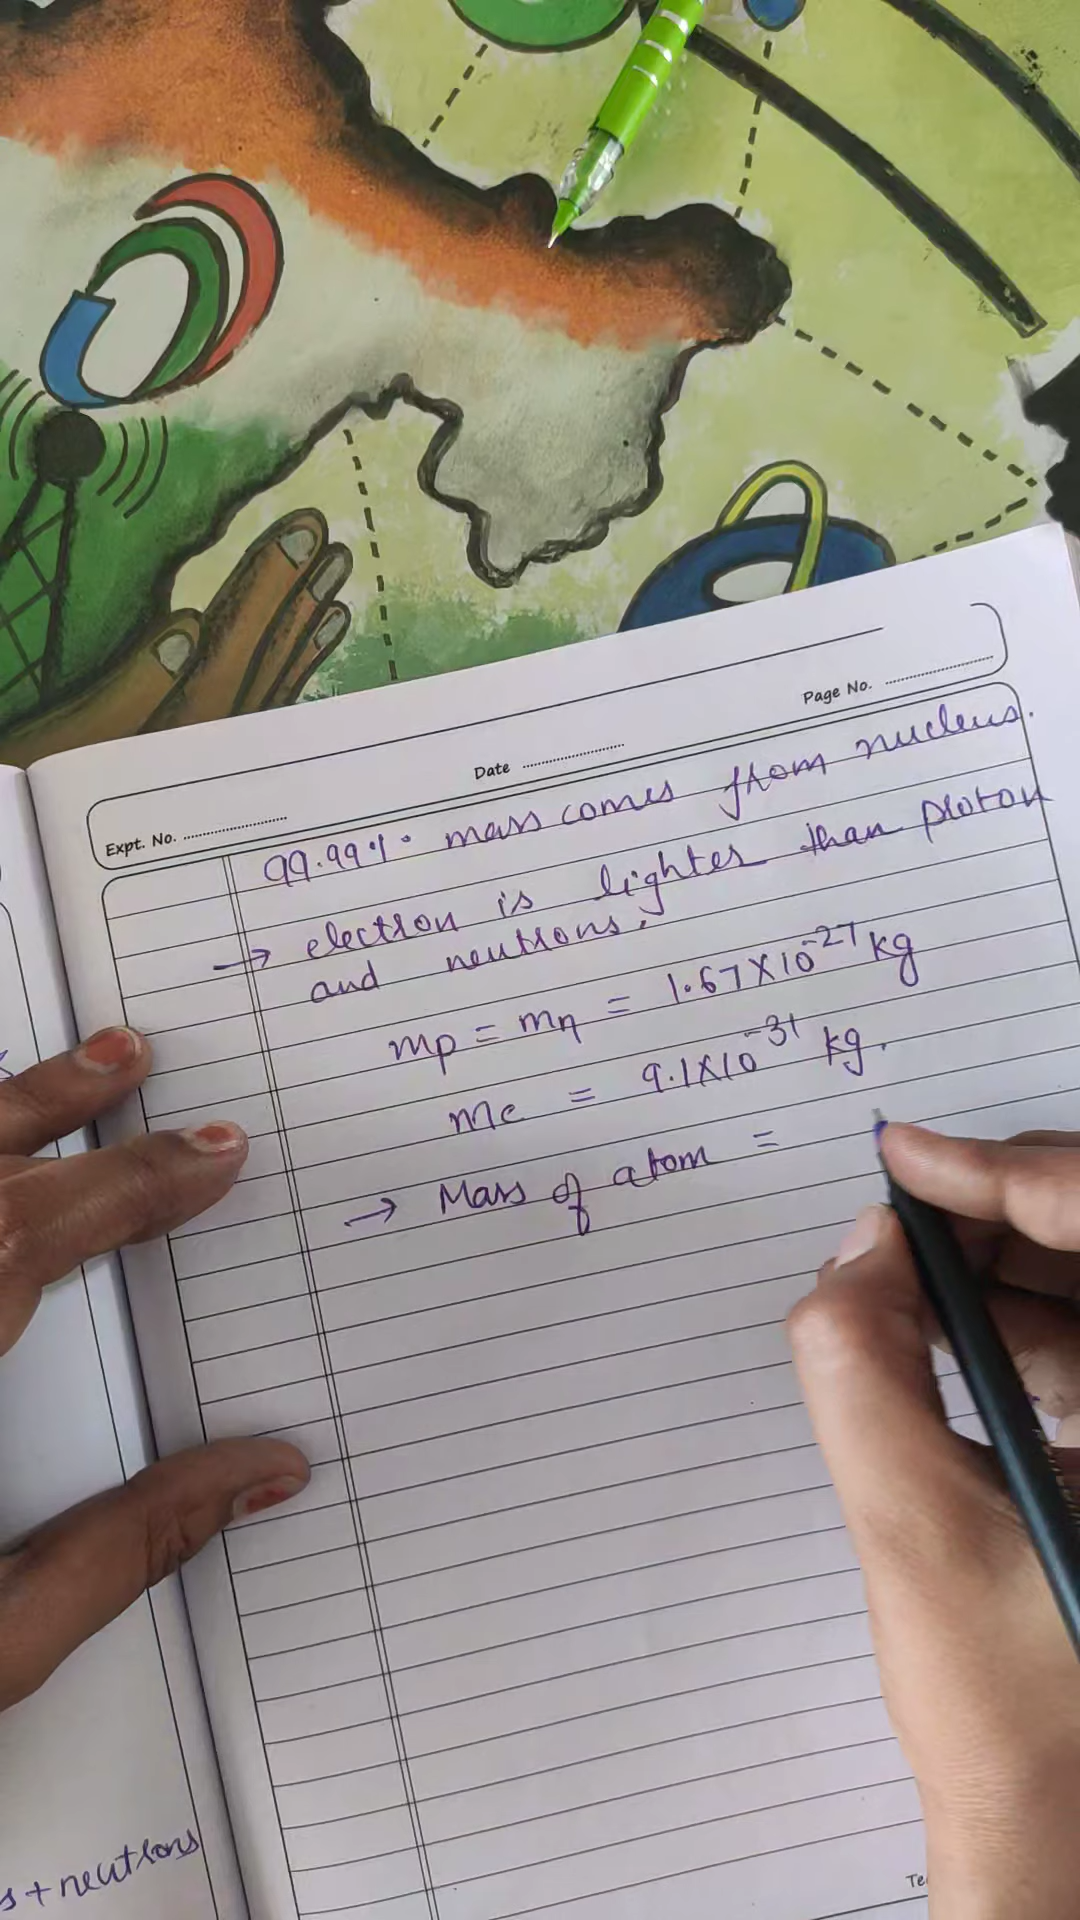 Page No.
Date
Expt. No.
99.99% mass comes from nucleus.
→ electron is lighter than proton
and neutrons.
mp = mn = 1.67×10⁻²⁷ kg
me = 9.1×10⁻³¹ kg.
→ Mass of atom =
s + neutrons